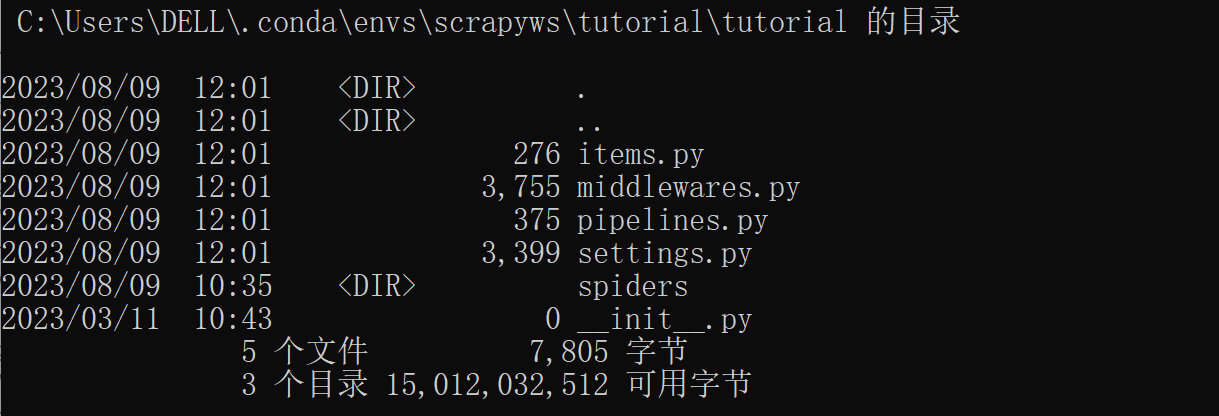 C:\Users\DELL\.conda\envs\scrapyws\tutorial\tutorial 的目录
2023/08/09  12:01    <DIR>          .
2023/08/09  12:01    <DIR>          ..
2023/08/09  12:01               276 items.py
2023/08/09  12:01             3,755 middlewares.py
2023/08/09  12:01               375 pipelines.py
2023/08/09  12:01             3,399 settings.py
2023/08/09  10:35    <DIR>          spiders
2023/03/11  10:43                 0 __init__.py
               5 个文件          7,805 字节
               3 个目录 15,012,032,512 可用字节